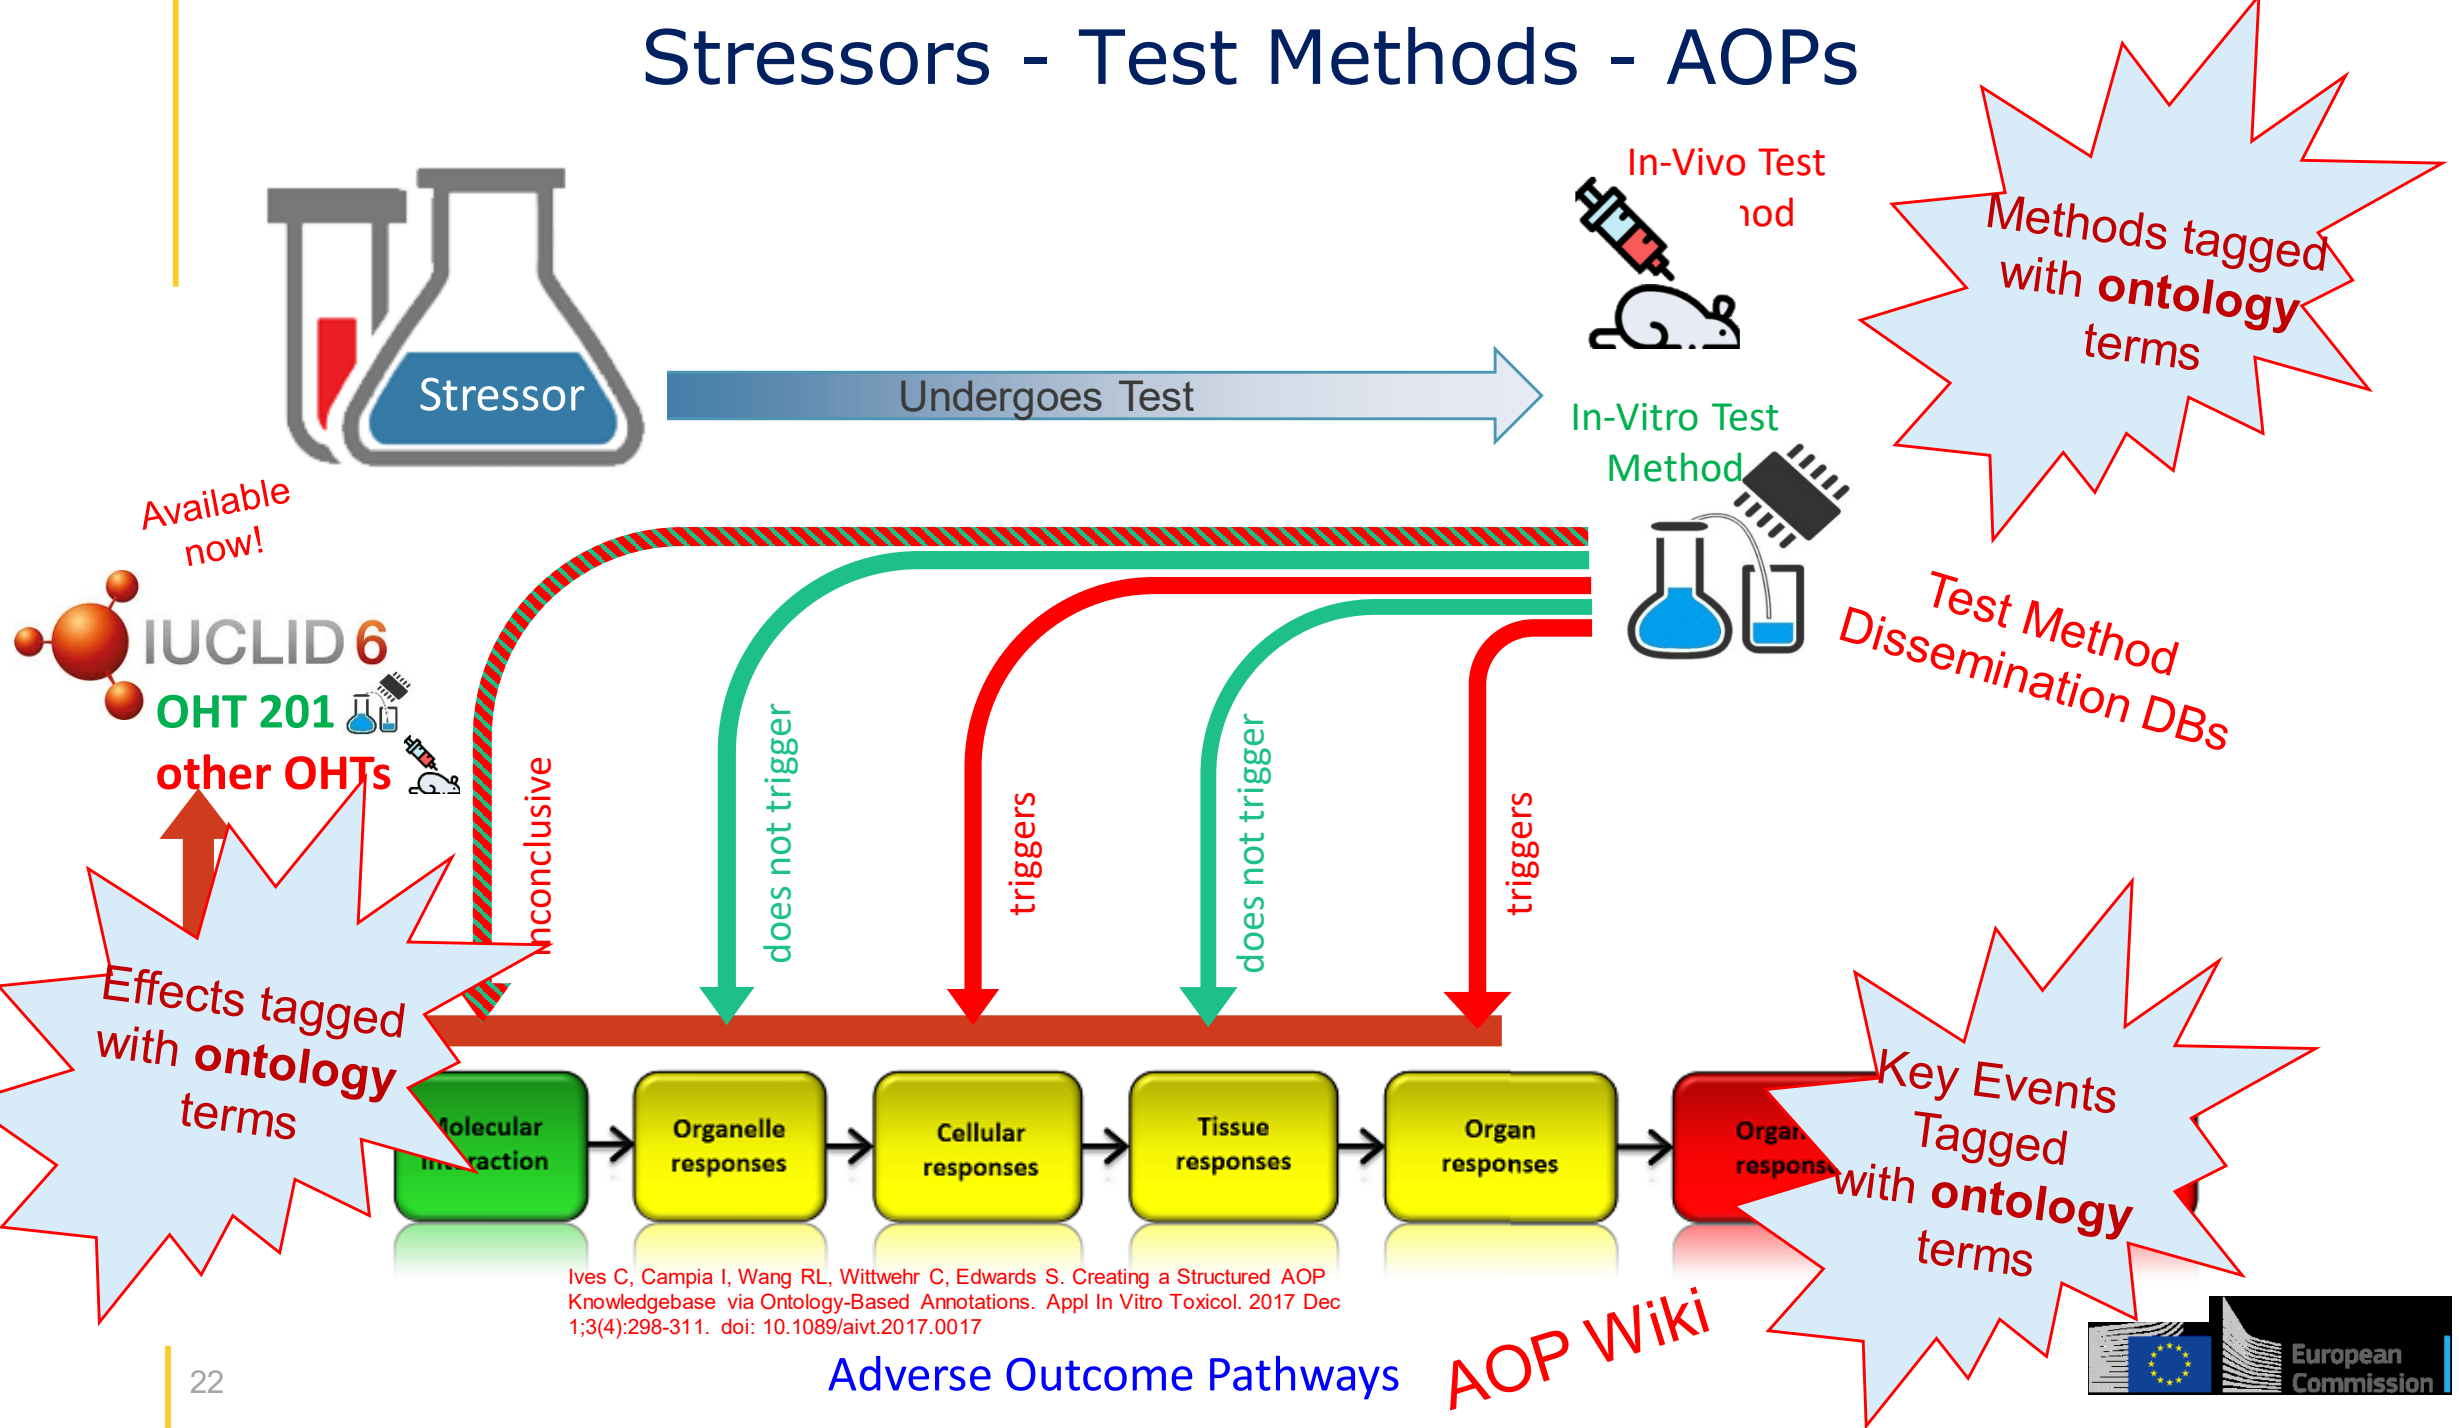 Stressors - Test Methods - AOPs
In-Vivo Test
Methods tagged
with ontology
terms
Stressor
Undergoes Test
In-Vitro Test
Method
Available
now!
IUCLID 6
OHT 201
other OHTs
Test Method
Dissemination DBs
does not trigger
triggers
does not trigger
triggers
Effects tagged
with ontology
terms
Key Events
Tagged
with ontology
terms
Organelle
responses
Cellular
responses
Tissue
responses
Organ
responses
Ives C, Campia I, Wang RL, Wittwehr C, Edwards S. Creating a Structured AOP
Knowledgebase via Ontology-Based Annotations. Appl In Vitro Toxicol. 2017 Dec
1;3(4):298-311. doi: 10.1089/aivt.2017.0017
AOP Wiki
Adverse Outcome Pathways
22
European
Commission